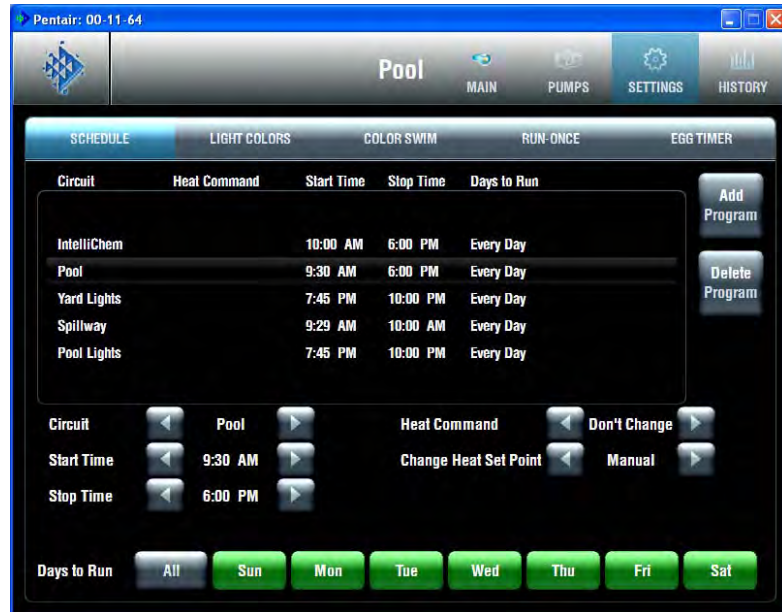 Pentair: 00-11-64
Pool
MAIN
PUMPS
SETTINGS
HISTORY
SCHEDULE LIGHT COLORS COLOR SWIM RUN-ONCE EGG TIMER
Circuit Heat Command Start Time Stop Time Days to Run
IntelliChem 10:00 AM 6:00 PM Every Day
Pool 9:30 AM 6:00 PM Every Day
Yard Lights 7:45 PM 10:00 PM Every Day
Spillway 9:29 AM 10:00 AM Every Day
Pool Lights 7:45 PM 10:00 PM Every Day
Add
Program
Delete
Program
Circuit Pool Heat Command Don't Change
Start Time 9:30 AM Change Heat Set Point Manual
Stop Time 6:00 PM
Days to Run All Sun Mon Tue Wed Thu Fri Sat